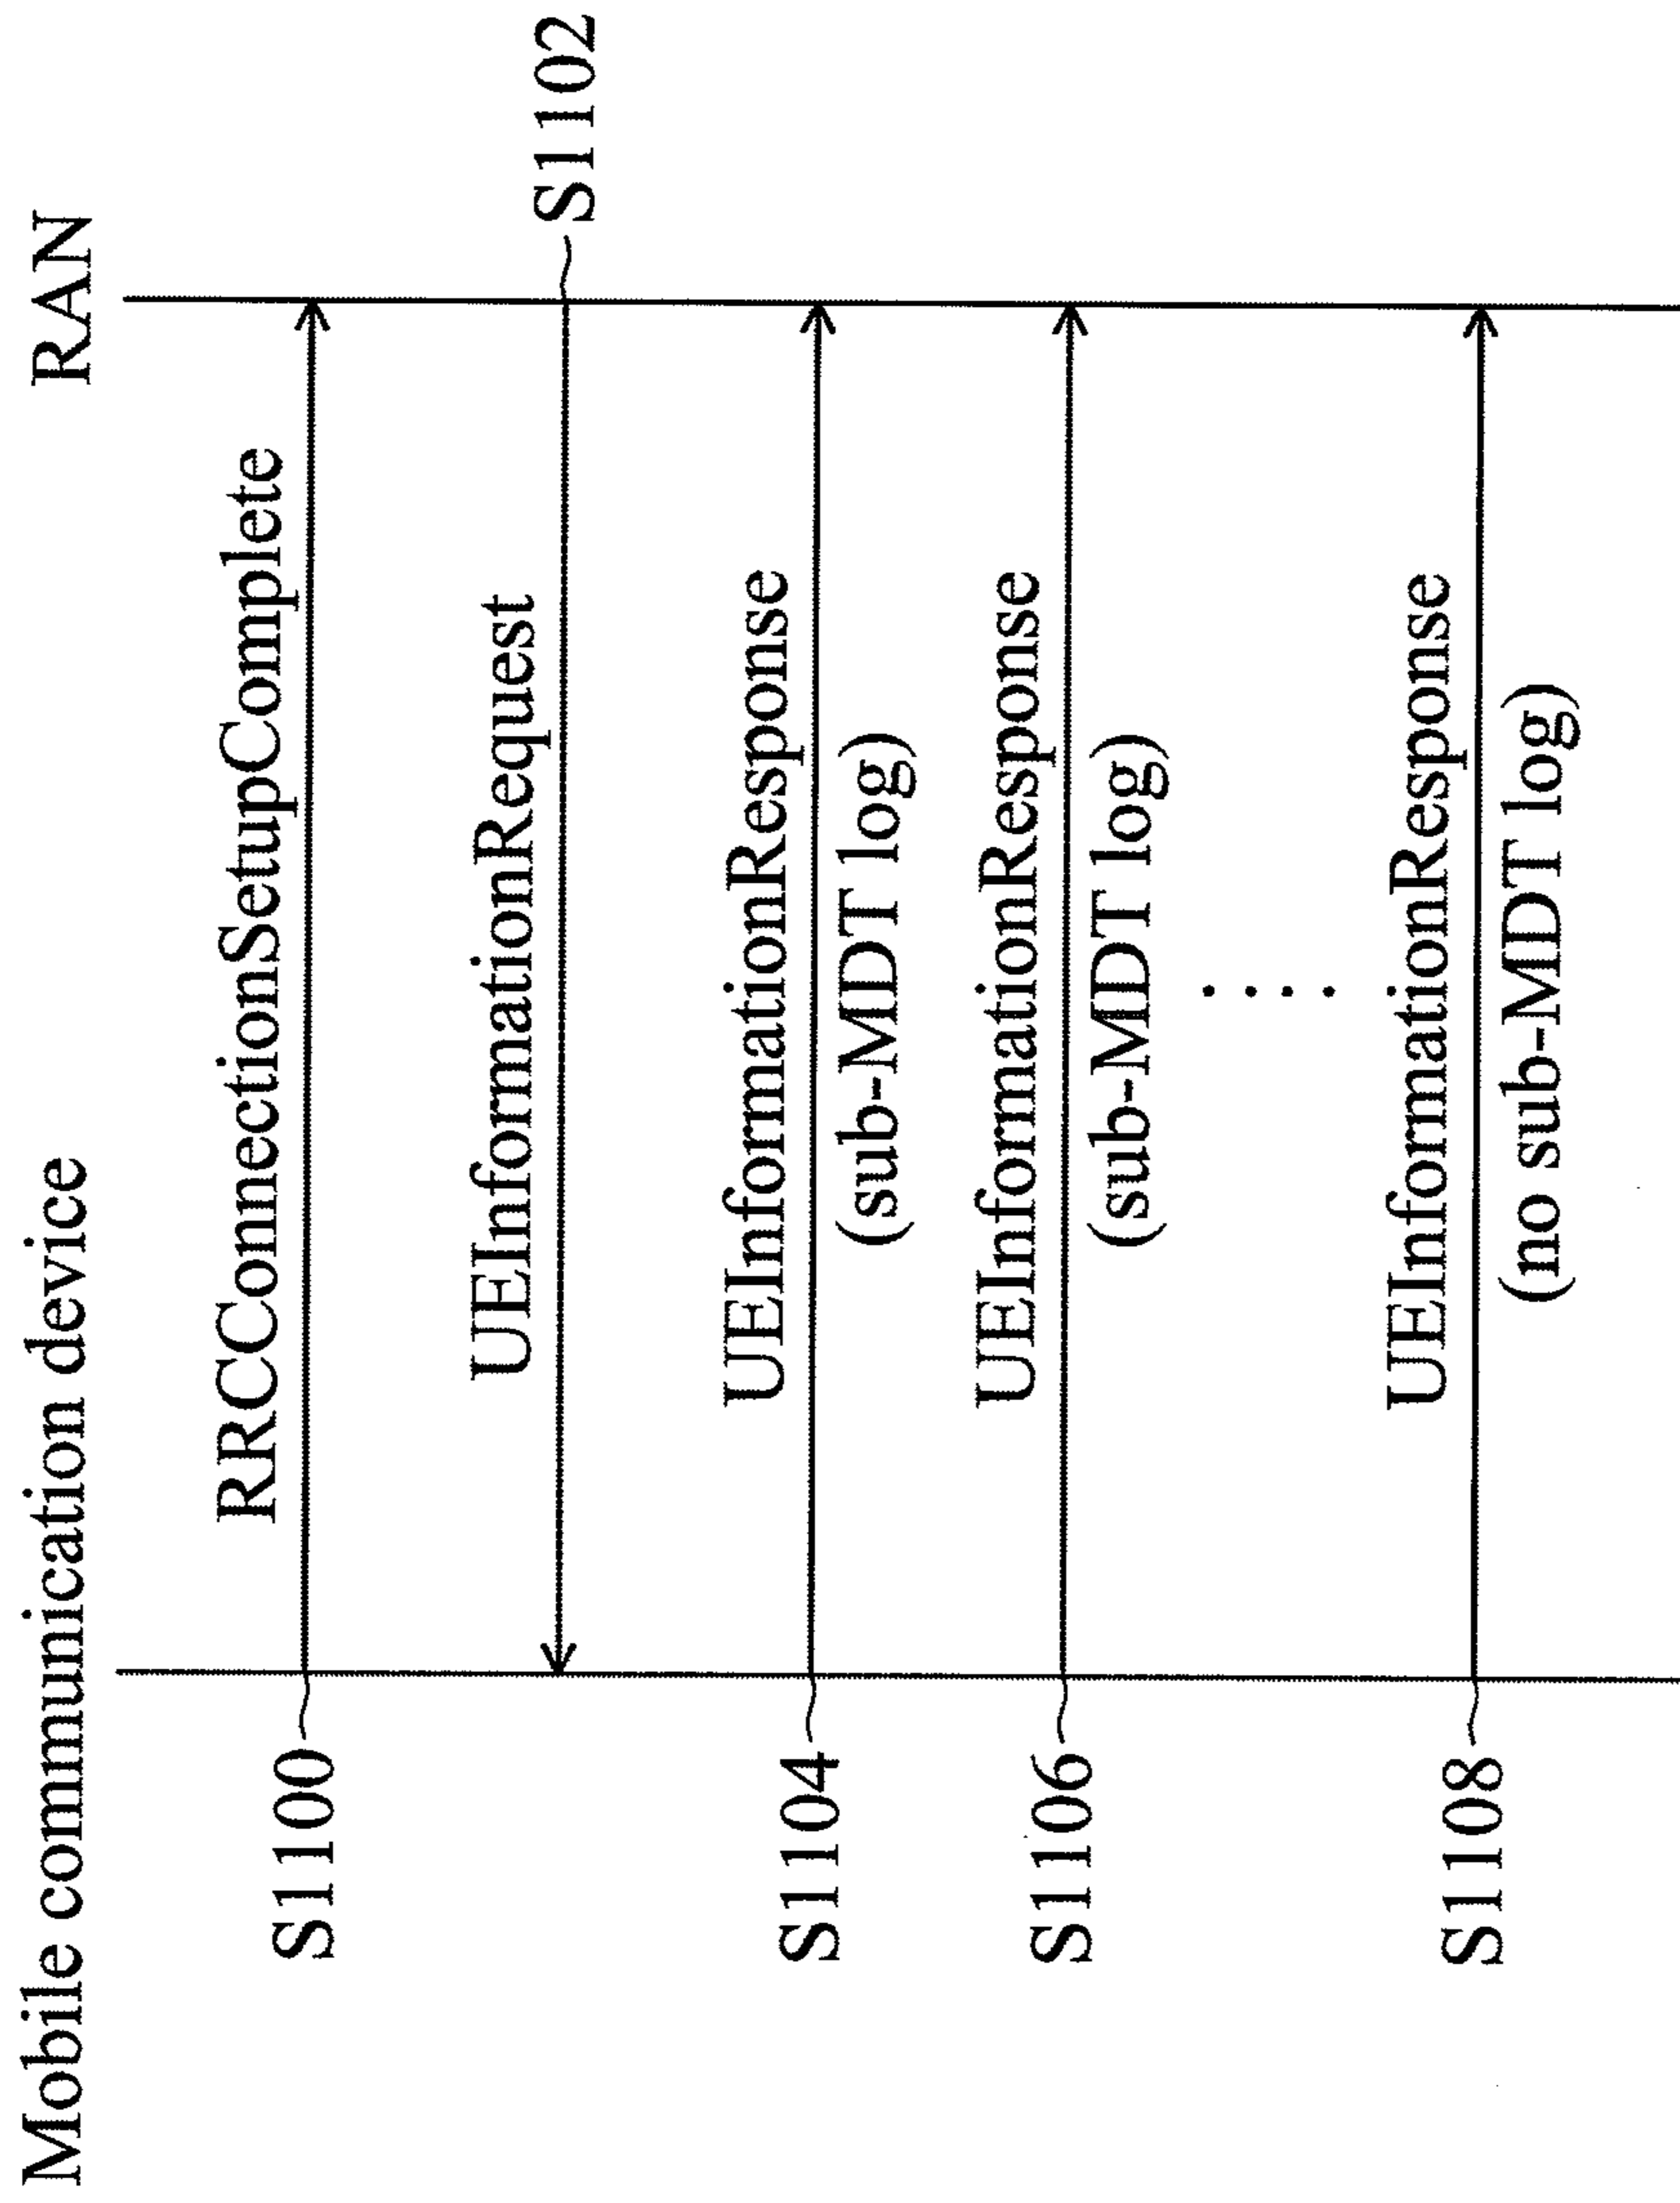 Mobile communication device
RAN
S1100
RRCConnectionSetupComplete
UEInformationRequest
S1102
S1104
UEInformationResponse
(sub-MDT log)
S1106
UEInformationResponse
(sub-MDT log)
....
S1108
UEInformationResponse
(no sub-MDT log)